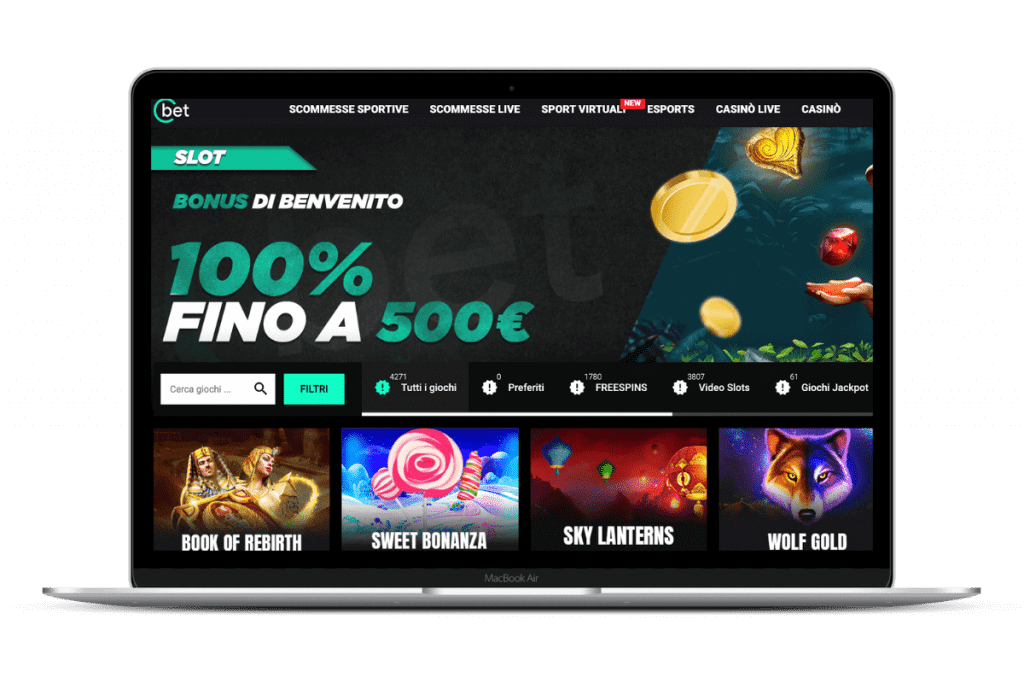 Cbet
SCOMMESSE SPORTIVE SCOMMESSE LIVE SPORT VIRTUALI NEW ESPORTS CASINÒ LIVE CASINÒ
SLOT
BONUS DI BENVENITO
100%
FINO A 500€
Cerca giochi ... FILTRI
4271 Tutti i giochi
0 Preferiti
1780 FREESPINS
3807 Video Slots
61 Giochi Jackpot
BOOK OF REBIRTH SWEET BONANZA SKY LANTERNS WOLF GOLD
MacBook Air